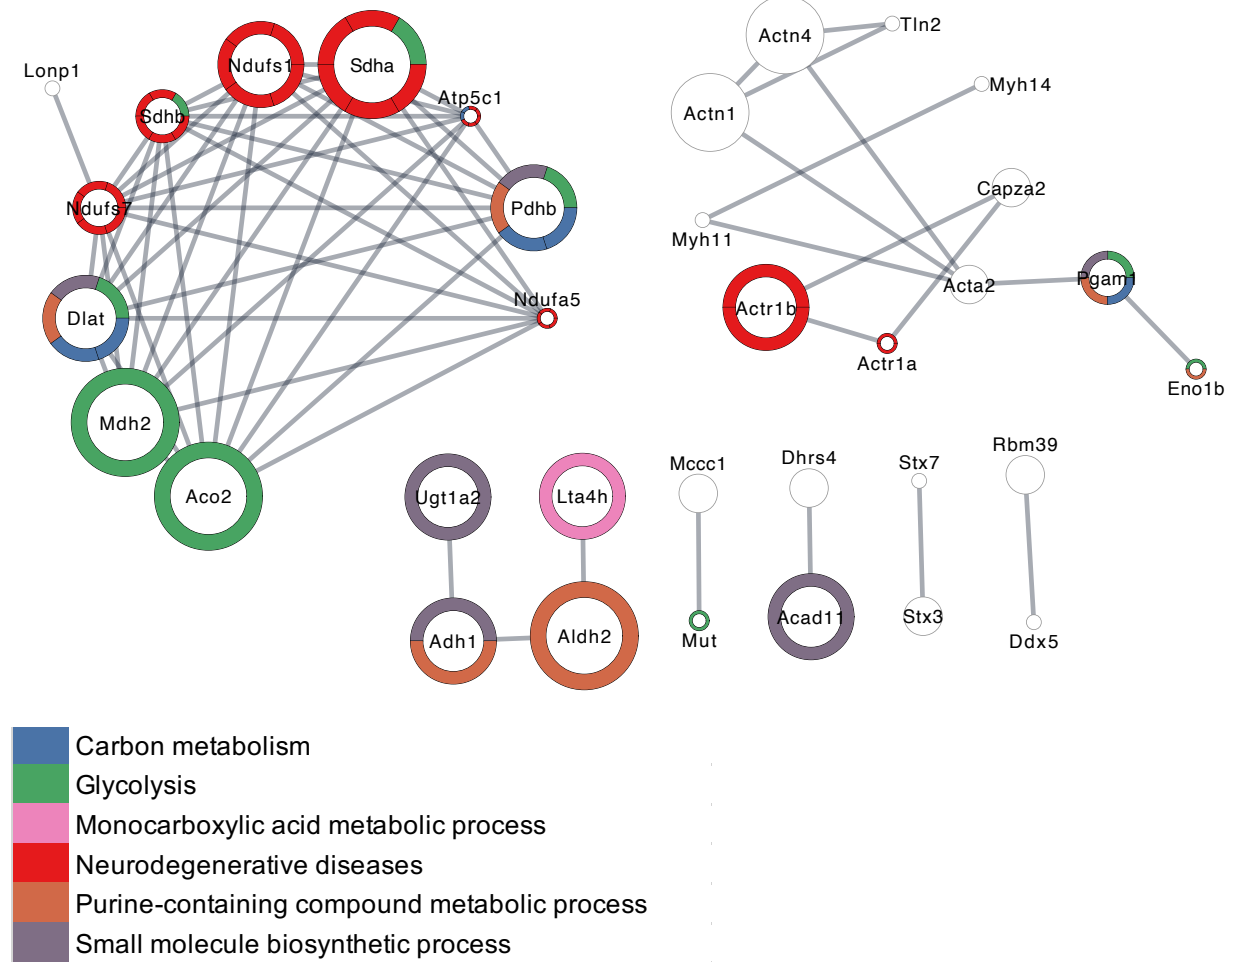 Lonp1
Ndufs1
Sdha
Atp5c1
Sdhb
Ndufs7
Pdhb
Dlat
Ndufa5
Mdh2
Aco2
Actn4
Tln2
Actn1
Myh14
Capza2
Myh11
Acta2
Pgam1
Actr1b
Actr1a
Eno1b
Ugt1a2
Lta4h
Adh1
Aldh2
Mccc1
Mut
Dhrs4
Acad11
Stx7
Stx3
Rbm39
Ddx5
Carbon metabolism
Glycolysis
Monocarboxylic acid metabolic process
Neurodegenerative diseases
Purine-containing compound metabolic process
Small molecule biosynthetic process